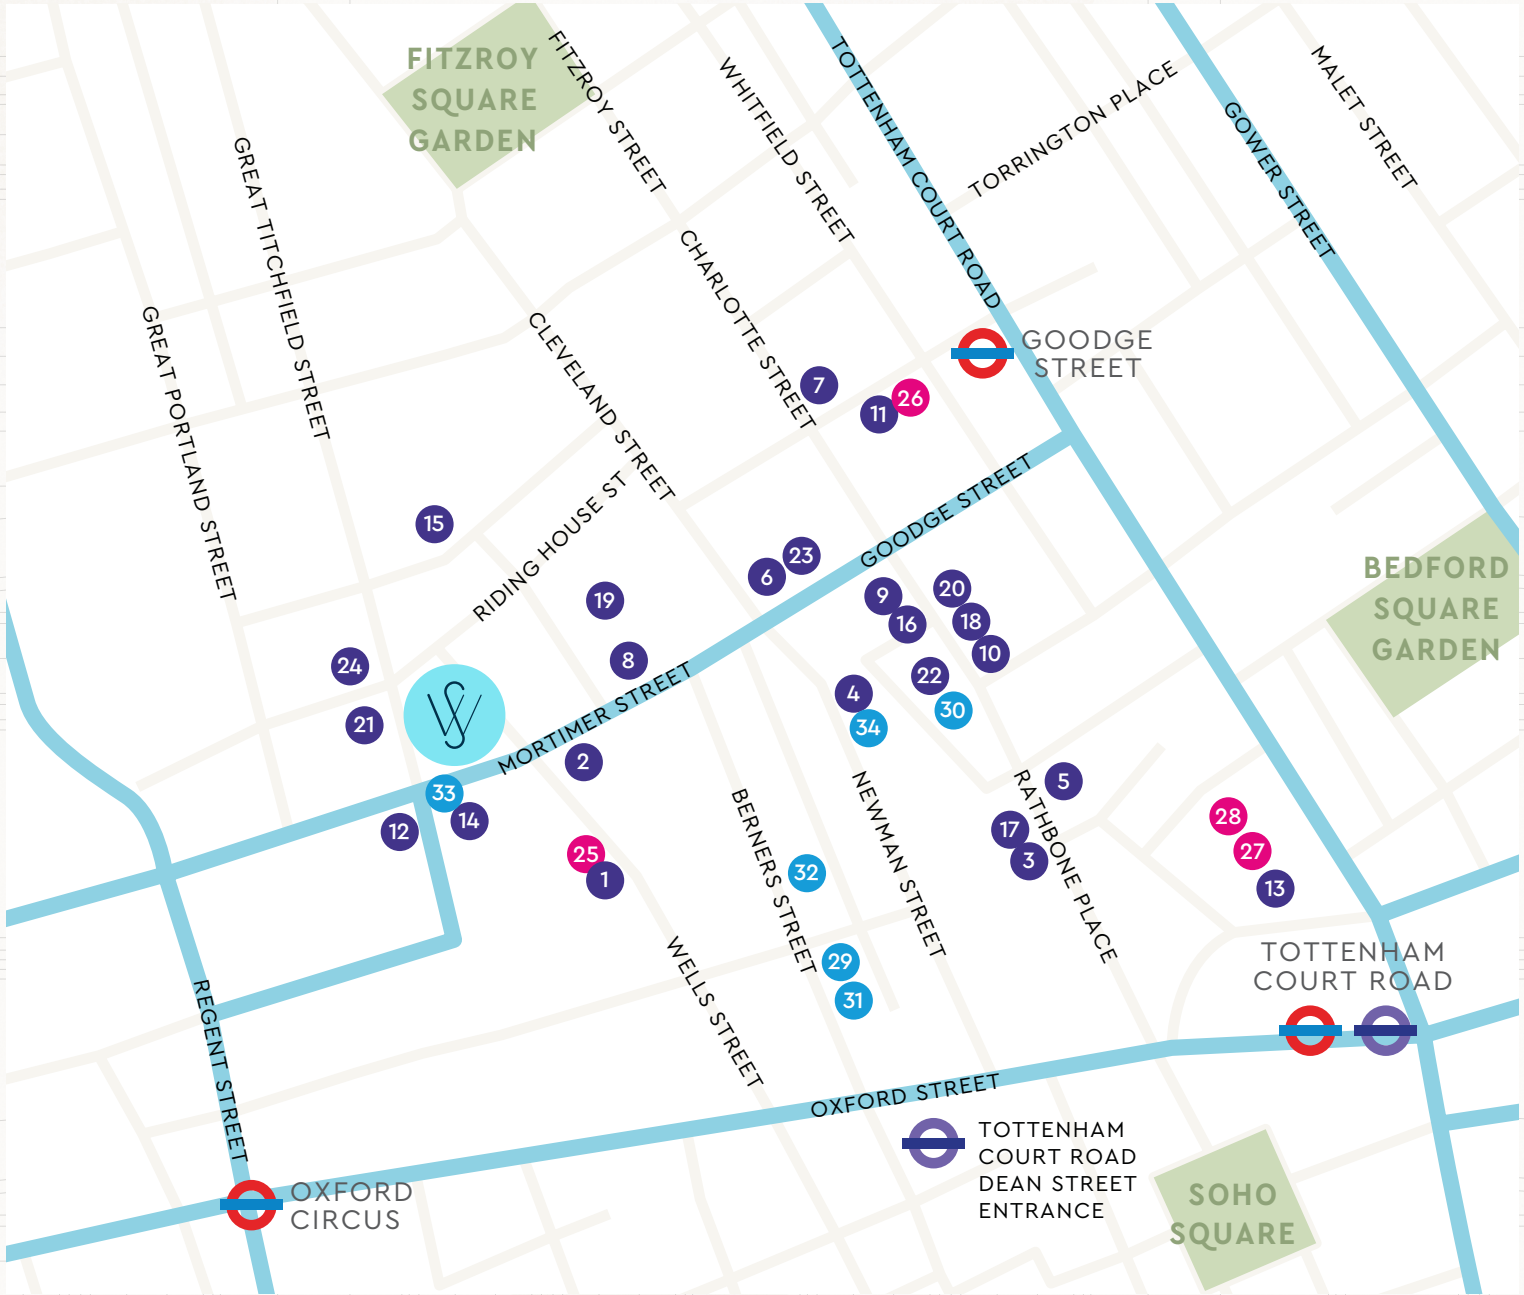 FITZROY
SQUARE
GARDEN
FITZROY STREET
WHITFIELD STREET
TOTTENHAM COURT ROAD
TORRINGTON PLACE
GOWER STREET
MALET STREET
GREAT TITCHFIELD STREET
GREAT PORTLAND STREET
CLEVELAND STREET
CHARLOTTE STREET
GOODGE
STREET
7
11
26
RIDING HOUSE ST
GOODGE STREET
15
23
6
19
9
20
16
18
10
8
24
22
4
30
34
21
BEDFORD
SQUARE
GARDEN
MORTIMER STREET
2
33
14
12
25
1
BERNERS STREET
32
NEWMAN STREET
RATHBONE PLACE
5
17
3
28
27
13
29
31
WELLS STREET
REGENT STREET
TOTTENHAM
COURT ROAD
OXFORD STREET
TOTTENHAM
COURT ROAD
DEAN STREET
ENTRANCE
OXFORD
CIRCUS
SOHO
SQUARE